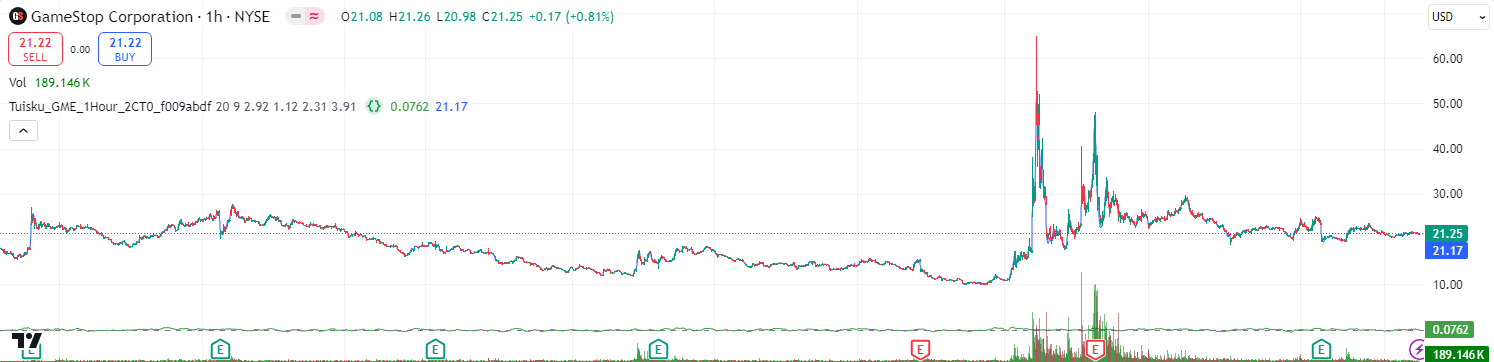 GameStop Corporation · 1h · NYSE O21.08 H21.26 L20.98 C21.25 +0.17 (+0.81%)
USD
21.22 0.00 21.22
SELL BUY
Vol 189.146 K
Tuisku_GME_1Hour_2CT0_f009abdf 20 9 2.92 1.12 2.31 3.91 {} 0.0762 21.17
60.00
50.00
40.00
30.00
21.25
21.17
10.00
0.0762
E E E E E E E
189.146 K